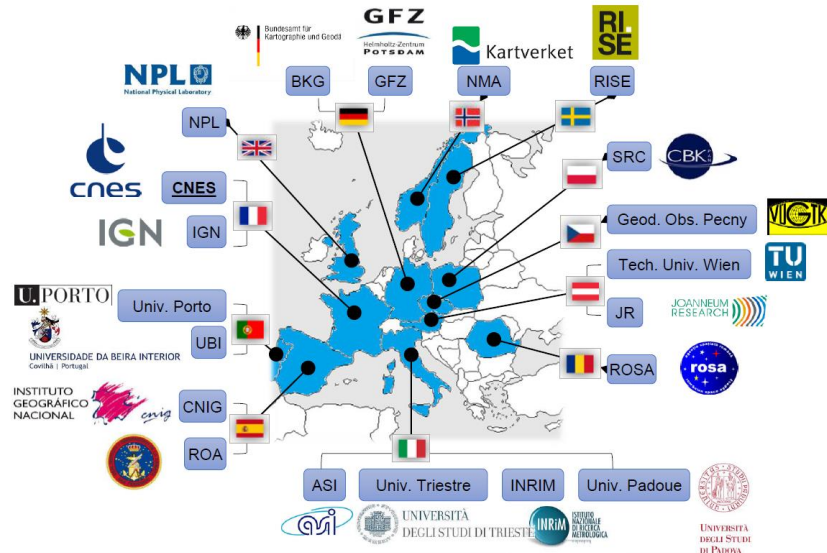 GFZ
Helmholtz-Zentrum
POTSDAM
Bundesamt für
Kartographie und Geodä
Kartverket
RI.
SE
NPL
National Physical Laboratory
BKG
GFZ
NMA
RISE
NPL
SRC
CBK
cnes
CNES
IGN
IGN
Geod. Obs. Pecny
VÚGTK
Tech. Univ. Wien
TU
WIEN
U. PORTO
Univ. Porto
JR
JOANNEUM
RESEARCH
UBI
UNIVERSIDADE DA BEIRA INTERIOR
Covilhã | Portugal
ROSA
rosa
INSTITUTO
GEOGRÁFICO
NACIONAL
cnig
CNIG
ROA
ASI
Univ. Triestre
INRIM
Univ. Padoue
asi
UNIVERSITÀ
DEGLI STUDI DI TRIESTE
INRiM
ISTITUTO
NAZIONALE
DI RICERCA
METROLOGICA
UNIVERSITÀ
DEGLI STUDI
DI PADOVA